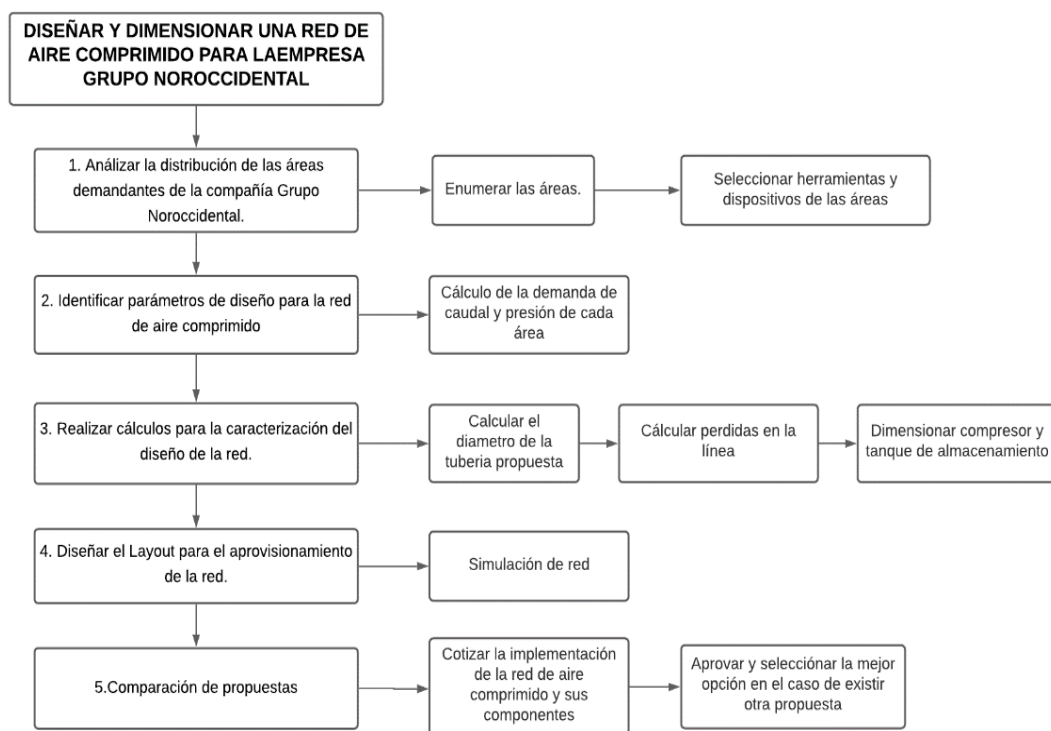 DISEÑAR Y DIMENSIONAR UNA RED DE
AIRE COMPRIMIDO PARA LAEMPRESA
GRUPO NOROCCIDENTAL
1. Análizar la distribución de las áreas
demandantes de la compañía Grupo
Noroccidental.
Enumerar las áreas.
Seleccionar herramientas y
dispositivos de las áreas
2. Identificar parámetros de diseño para la red
de aire comprimido
Cálculo de la demanda de
caudal y presión de cada
área
3. Realizar cálculos para la caracterización del
diseño de la red.
Calcular el
diametro de la
tuberia propuesta
Cálcular perdidas en la
línea
Dimensionar compresor y
tanque de almacenamiento
4. Diseñar el Layout para el aprovisionamiento
de la red.
Simulación de red
5.Comparación de propuestas
Cotizar la implementación
de la red de aire
comprimido y sus
componentes
Aprovar y selecciónar la mejor
opción en el caso de existir
otra propuesta